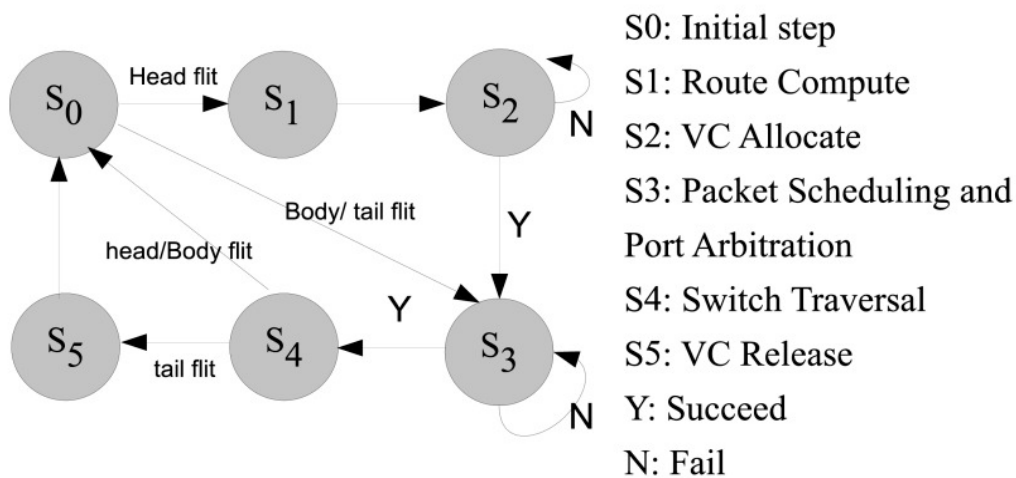 S0
Head flit
S1
S2
N
Body/ tail flit
Y
head/Body flit
S5
tail flit
S4
Y
S3
N
S0: Initial step
S1: Route Compute
S2: VC Allocate
S3: Packet Scheduling and
Port Arbitration
S4: Switch Traversal
S5: VC Release
Y: Succeed
N: Fail